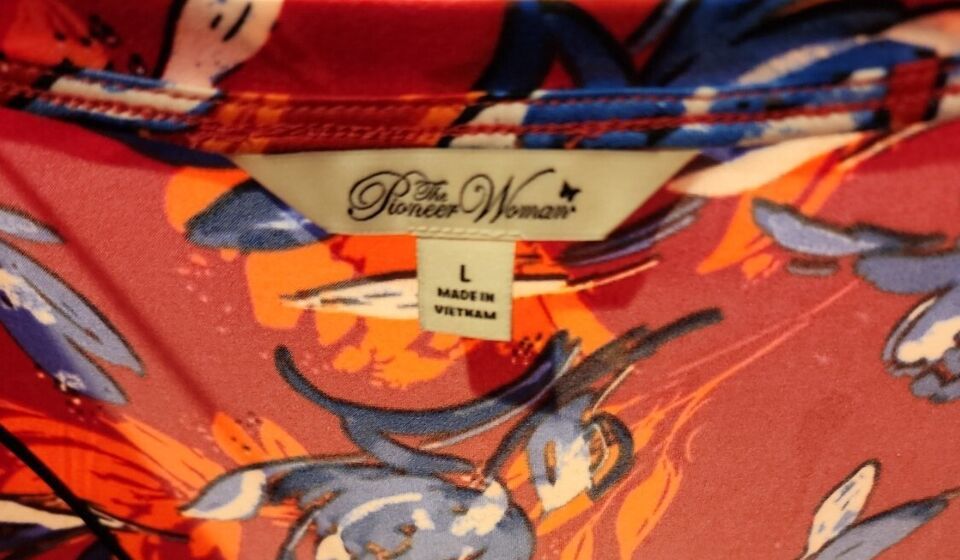 The
Pioneer Woman
L
MADE IN
VIETNAM